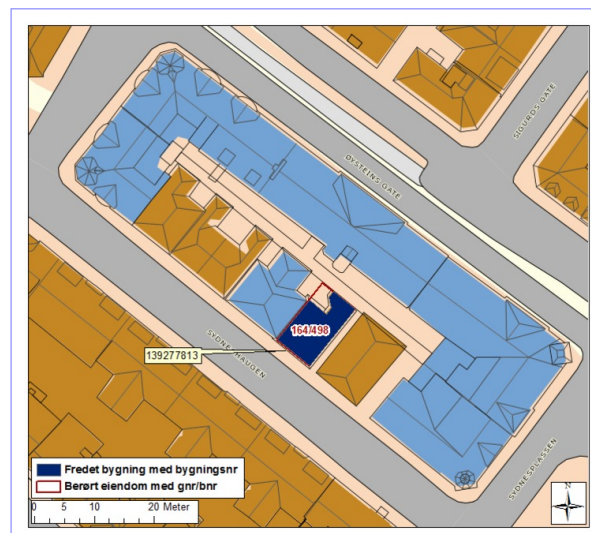 SIGURDS GATE
ØYSTEINS GATE
164/498
SYDNESHAUGEN
139277813
SYDNESPLASSEN
Fredet bygning med bygningsnr
Berørt eiendom med gnr/bnr
0 5 10 20 Meter
N